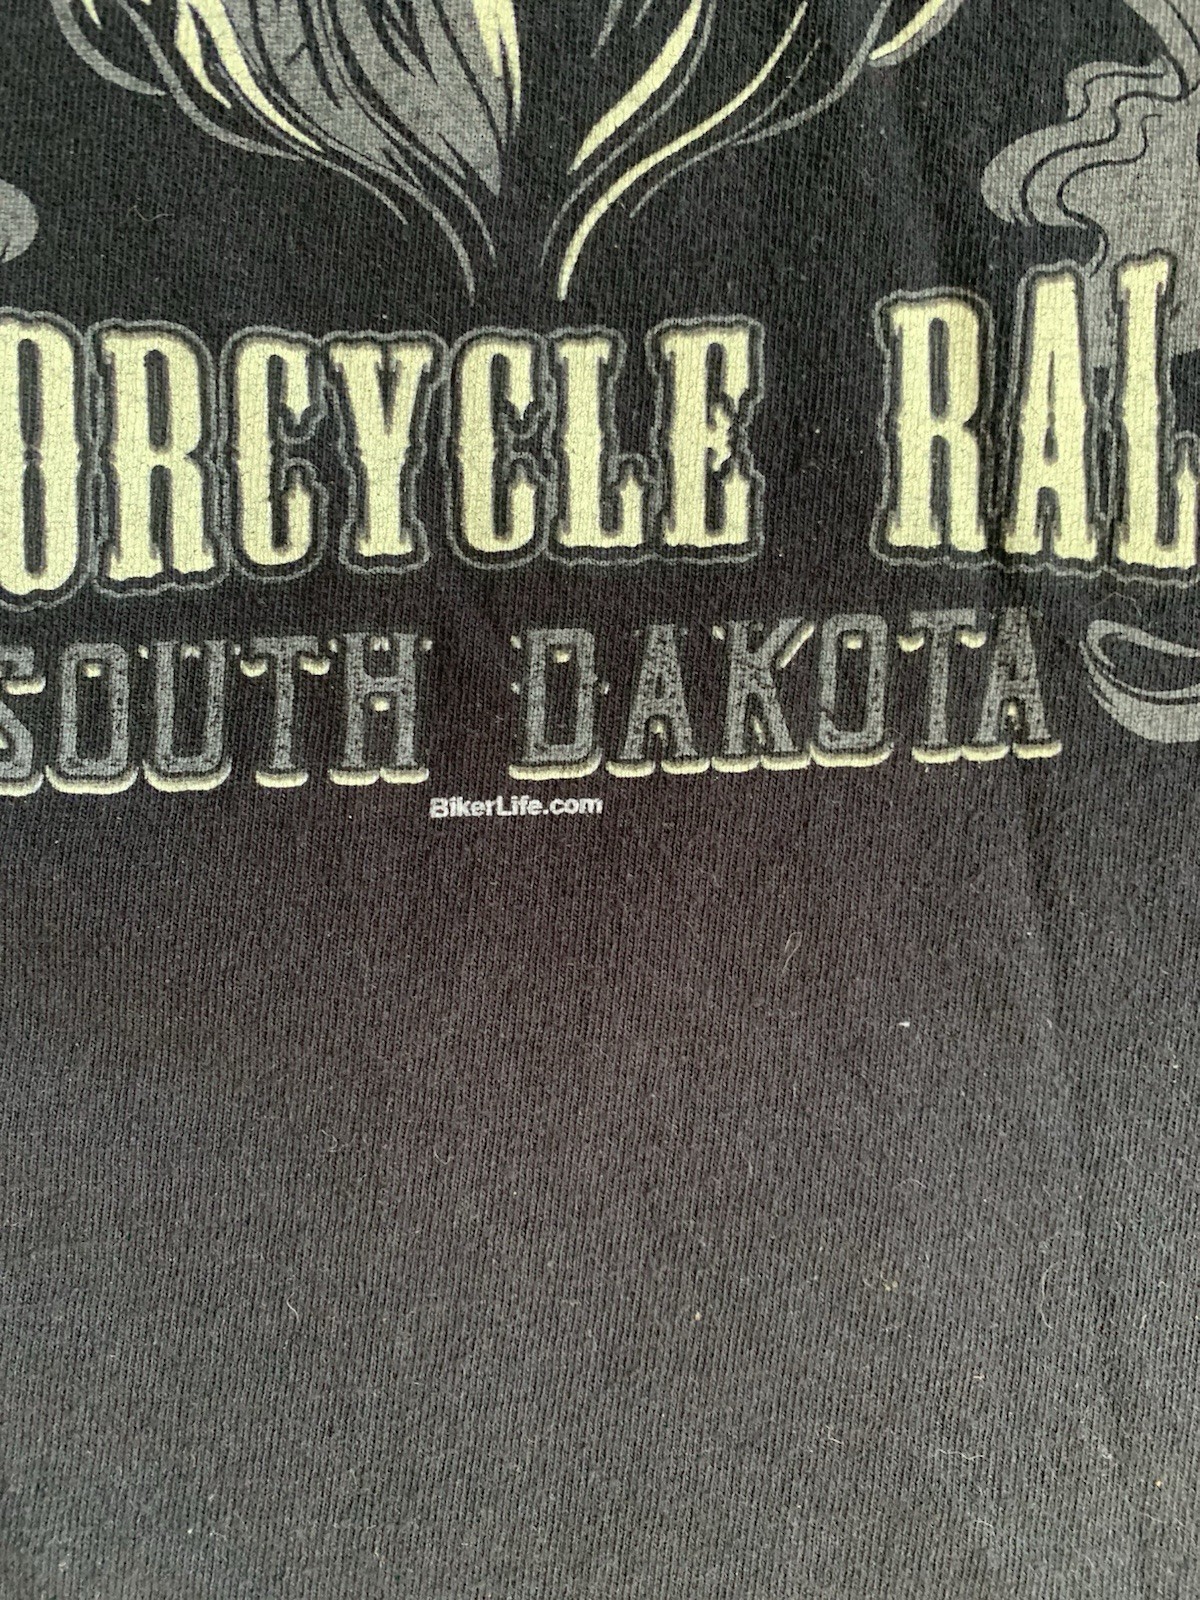 ORCYCLE RAL
SOUTH DAKOTA
BikerLife.com